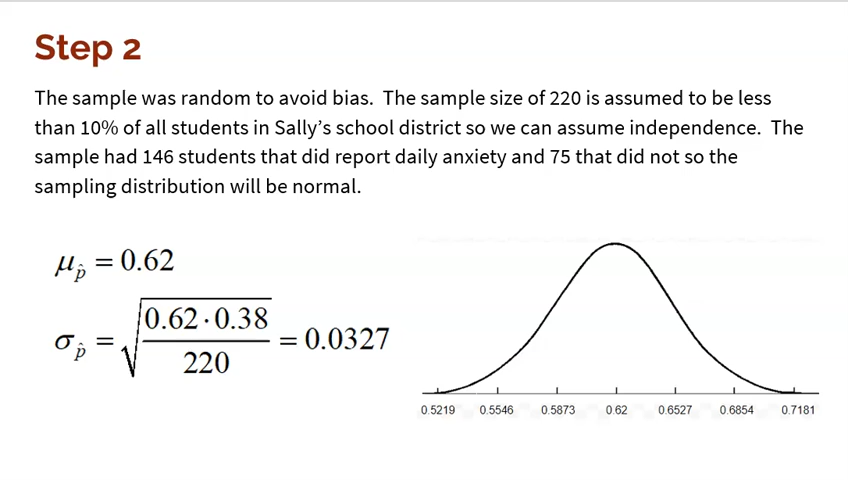 Step 2
The sample was random to avoid bias.  The sample size of 220 is assumed to be less
than 10% of all students in Sally's school district so we can assume independence.  The
sample had 146 students that did report daily anxiety and 75 that did not so the
sampling distribution will be normal.
μ_p̂ = 0.62
σ_p̂ = √(0.62·0.38 / 220) = 0.0327
0.5219 0.5546 0.5873 0.62 0.6527 0.6854 0.7181